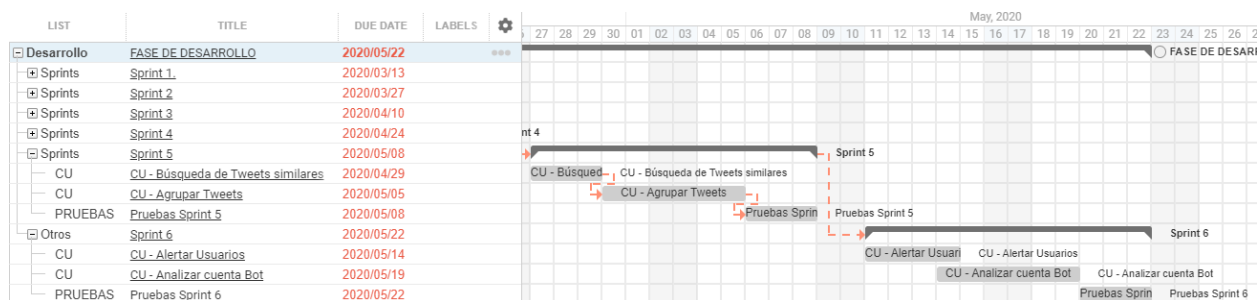 May, 2020
LIST TITLE DUE DATE LABELS
27 28 29 30 01 02 03 04 05 06 07 08 09 10 11 12 13 14 15 16 17 18 19 20 21 22 23 24 25 26 2
Desarrollo FASE DE DESARROLLO 2020/05/22 FASE DE DESARR
Sprints Sprint 1. 2020/03/13
Sprints Sprint 2 2020/03/27
Sprints Sprint 3 2020/04/10
Sprints Sprint 4 2020/04/24 nt 4
Sprints Sprint 5 2020/05/08 Sprint 5
CU CU - Búsqueda de Tweets similares 2020/04/29 CU - Búsqued CU - Búsqueda de Tweets similares
CU CU - Agrupar Tweets 2020/05/05 CU - Agrupar Tweets
PRUEBAS Pruebas Sprint 5 2020/05/08 Pruebas Sprin Pruebas Sprint 5
Otros Sprint 6 2020/05/22 Sprint 6
CU CU - Alertar Usuarios 2020/05/14 CU - Alertar Usuari CU - Alertar Usuarios
CU CU - Analizar cuenta Bot 2020/05/19 CU - Analizar cuenta Bot CU - Analizar cuenta Bot
PRUEBAS Pruebas Sprint 6 2020/05/22 Pruebas Sprin Pruebas Sprint 6